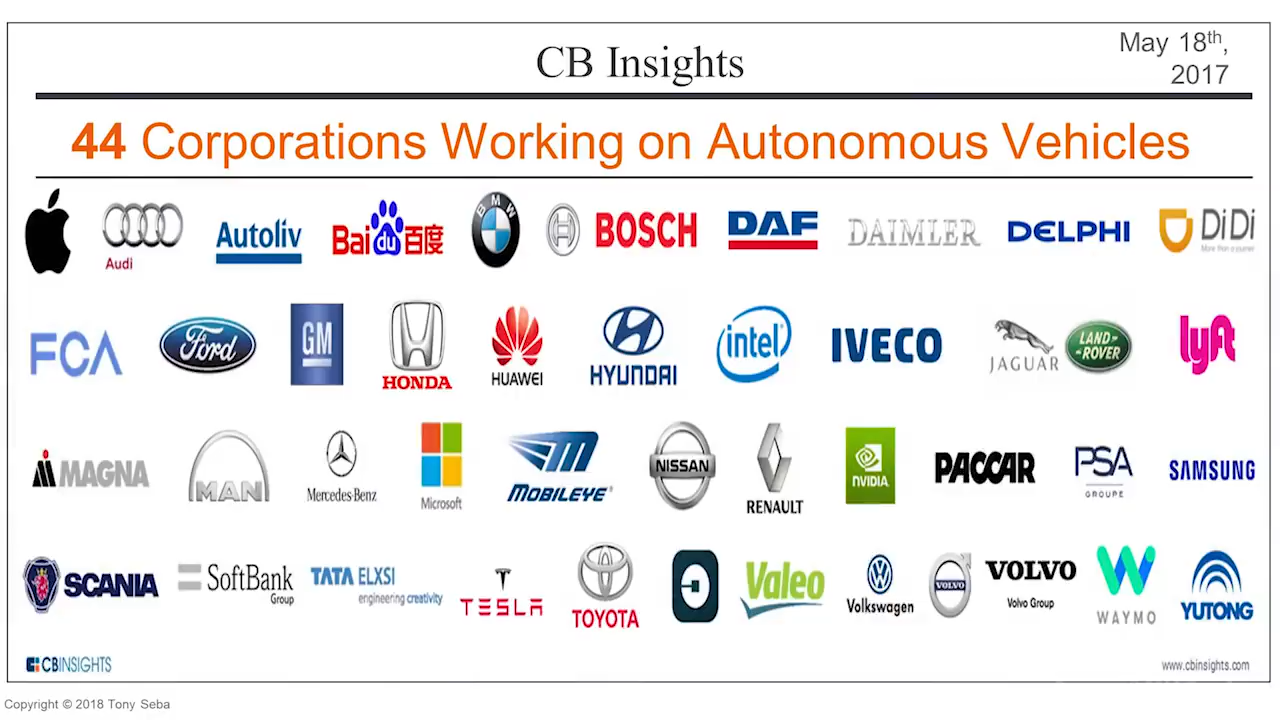 CB Insights
May 18th,
2017
44 Corporations Working on Autonomous Vehicles
Audi
Autoliv
Bai du 百度
BMW
BOSCH
DAF
DAIMLER
DELPHI
DiDi
FCA
Ford
GM
HONDA
HUAWEI
HYUNDAI
intel
IVECO
JAGUAR
LAND-
-ROVER
lyft
MAGNA
MAN
Mercedes-Benz
Microsoft
MOBILEYE
NISSAN
RENAULT
NVIDIA
PACCAR
PSA
GROUPE
SAMSUNG
SCANIA
SoftBank
Group
TATA ELXSI
engineering creativity
TESLA
TOYOTA
Valeo
Volkswagen
VOLVO
VOLVO
Volvo Group
WAYMO
YUTONG
CBINSIGHTS
www.cbinsights.com
Copyright © 2018 Tony Seba